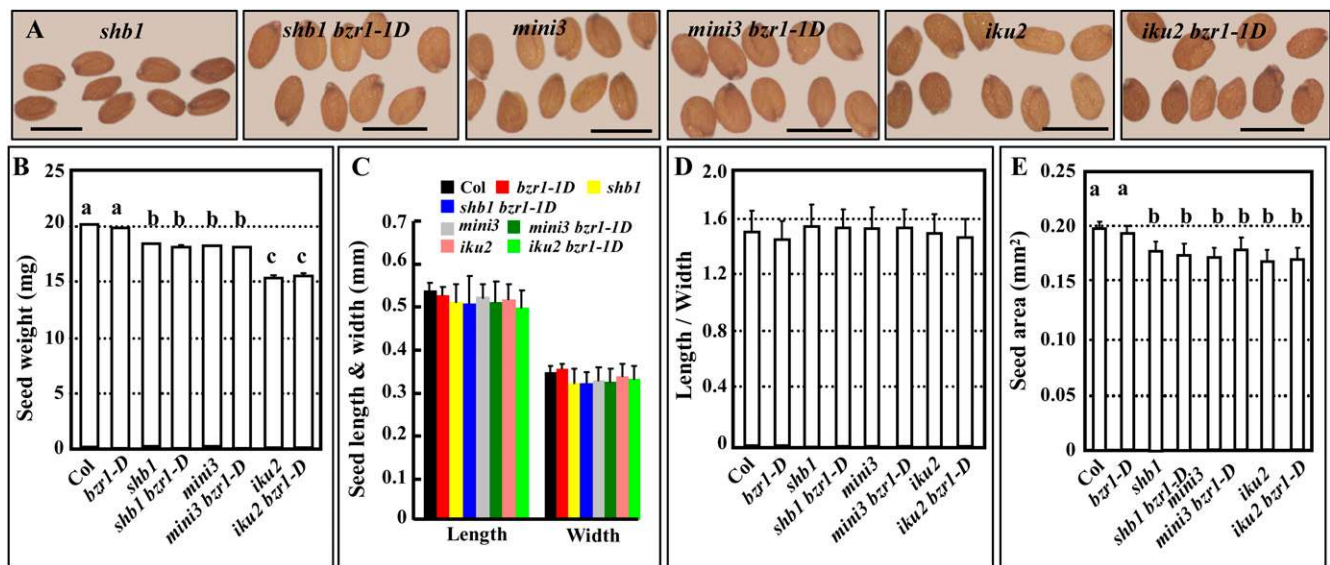 A
shb1
shb1 bzr1-1D
mini3
mini3 bzr1-1D
iku2
iku2 bzr1-1D
B
Seed weight (mg)
25
20
15
10
5
0
a a b b b b c c
Col
bzr1-D
shb1
shb1 bzr1-D
mini3
mini3 bzr1-D
iku2
iku2 bzr1-D
C
Col bzr1-1D shb1
shb1 bzr1-1D
mini3 mini3 bzr1-1D
iku2 iku2 bzr1-1D
Seed length & width (mm)
0.7
0.6
0.5
0.4
0.3
0.2
0.1
0
Length Width
D
Length / Width
2.0
1.6
1.2
0.8
0.4
0
Col
bzr1-D
shb1
shb1 bzr1-D
mini3
mini3 bzr1-D
iku2
iku2 bzr1-D
E
Seed area (mm²)
0.25
0.20
0.15
0.10
0.05
0
a a b b b b b b
Col
bzr1-D
shb1
shb1 bzr1-D
mini3
mini3 bzr1-D
iku2
iku2 bzr1-D